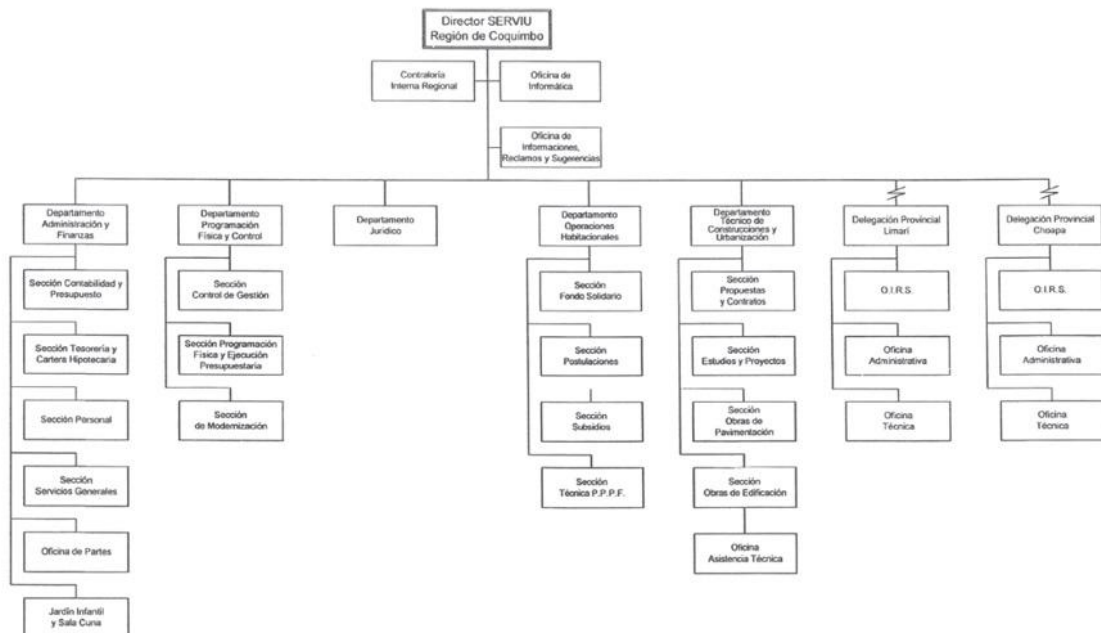 Director SERVIU
Región de Coquimbo
Contraloría
Interna Regional
Oficina de
Informática
Oficina de
Informaciones,
Reclamos y Sugerencias
Departamento
Administración y
Finanzas
Sección Contabilidad y
Presupuesto
Sección Tesorería y
Cartera Hipotecaria
Sección Personal
Sección
Servicios Generales
Oficina de Partes
Jardín Infantil
y Sala Cuna
Departamento
Programación
Física y Control
Sección
Control de Gestión
Sección Programación
Física y Ejecución
Presupuestaria
Sección
de Modernización
Departamento
Jurídico
Departamento
Operaciones
Habitacionales
Sección
Fondo Solidario
Sección
Postulaciones
Sección
Subsidios
Sección
Técnica P.P.P.F.
Departamento
Técnico de
Construcciones y
Urbanización
Sección
Propuestas
y Contratos
Sección
Estudios y Proyectos
Sección
Obras de
Pavimentación
Sección
Obras de Edificación
Oficina
Asistencia Técnica
Delegación Provincial
Limarí
O.I.R.S.
Oficina
Administrativa
Oficina
Técnica
Delegación Provincial
Choapa
O.I.R.S.
Oficina
Administrativa
Oficina
Técnica